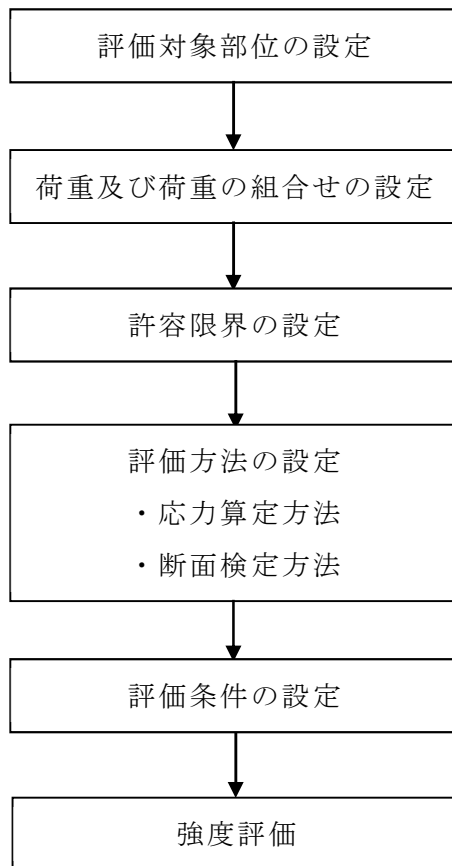 評価対象部位の設定
荷重及び荷重の組合せの設定
許容限界の設定
評価方法の設定
・応力算定方法
・断面検定方法
評価条件の設定
強度評価